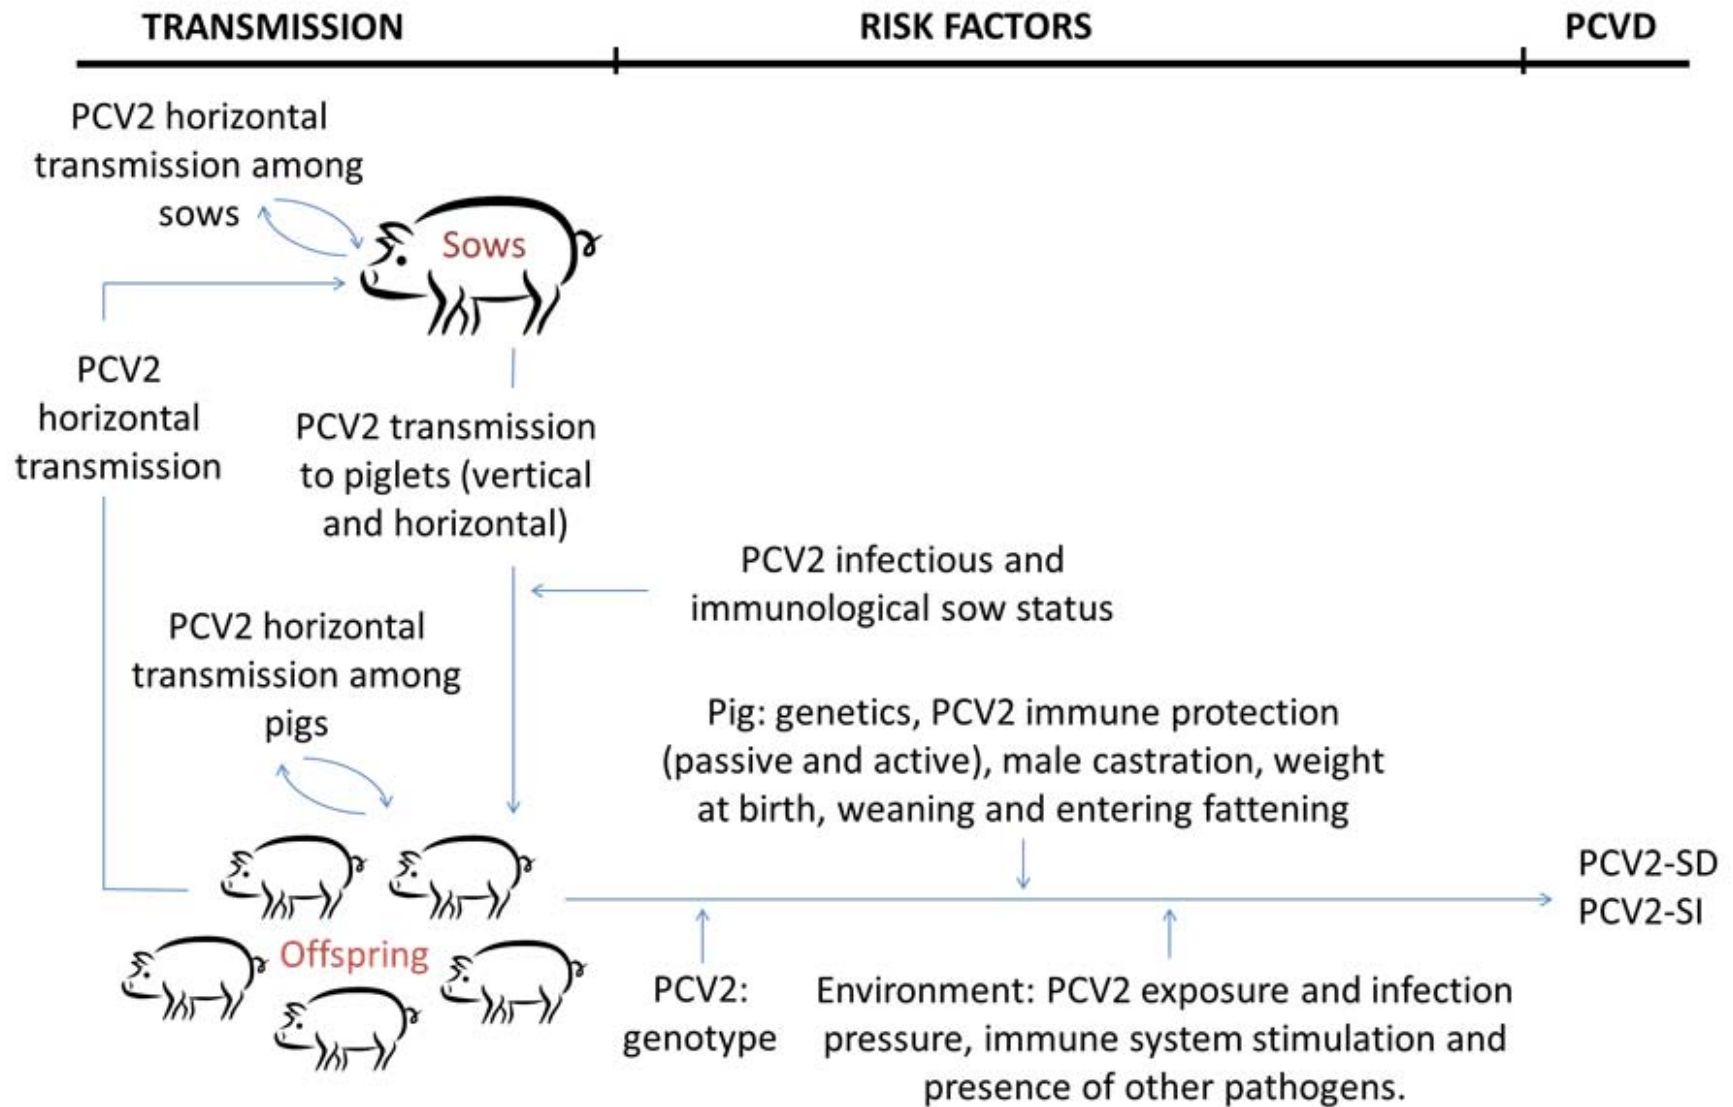 TRANSMISSION
RISK FACTORS
PCVD
PCV2 horizontal
transmission among
sows
Sows
PCV2
horizontal
transmission
PCV2 transmission
to piglets (vertical
and horizontal)
PCV2 infectious and
immunological sow status
PCV2 horizontal
transmission among
pigs
Pig: genetics, PCV2 immune protection
(passive and active), male castration, weight
at birth, weaning and entering fattening
PCV2-SD
PCV2-SI
Offspring
PCV2:
genotype
Environment: PCV2 exposure and infection
pressure, immune system stimulation and
presence of other pathogens.